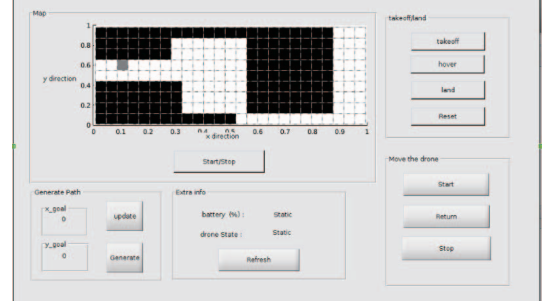 Map
1
0.8
0.6
0.4
0.2
0
y direction
0 0.1 0.2 0.3 0.4 0.5 0.6 0.7 0.8 0.9 1
x direction
Start/Stop
takeoff/land
takeoff
hover
land
Reset
Generate Path
x_goal
0
update
y_goal
0
Generate
Extra info
battery (%) : Static
drone State : Static
Refresh
Move the drone
Start
Return
Stop